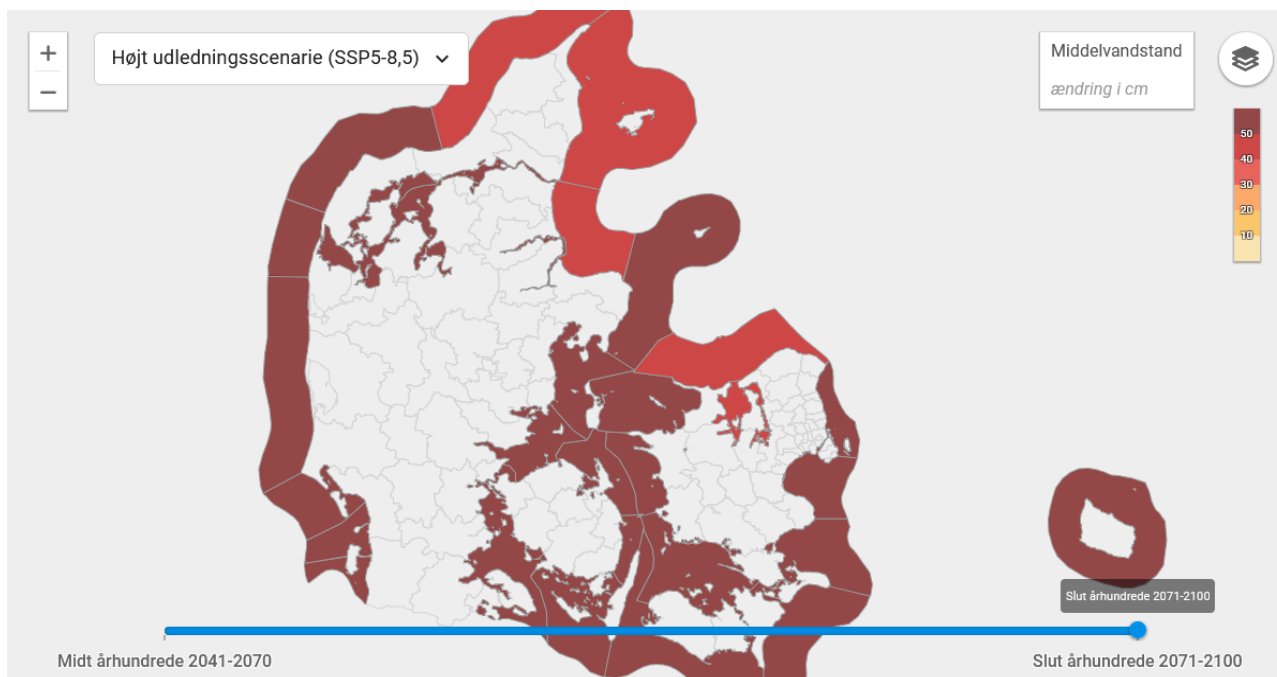 +
−
Højt udledningsscenarie (SSP5-8,5)
Middelvandstand
ændring i cm
50
40
30
20
10
Slut århundrede 2071-2100
Midt århundrede 2041-2070
Slut århundrede 2071-2100